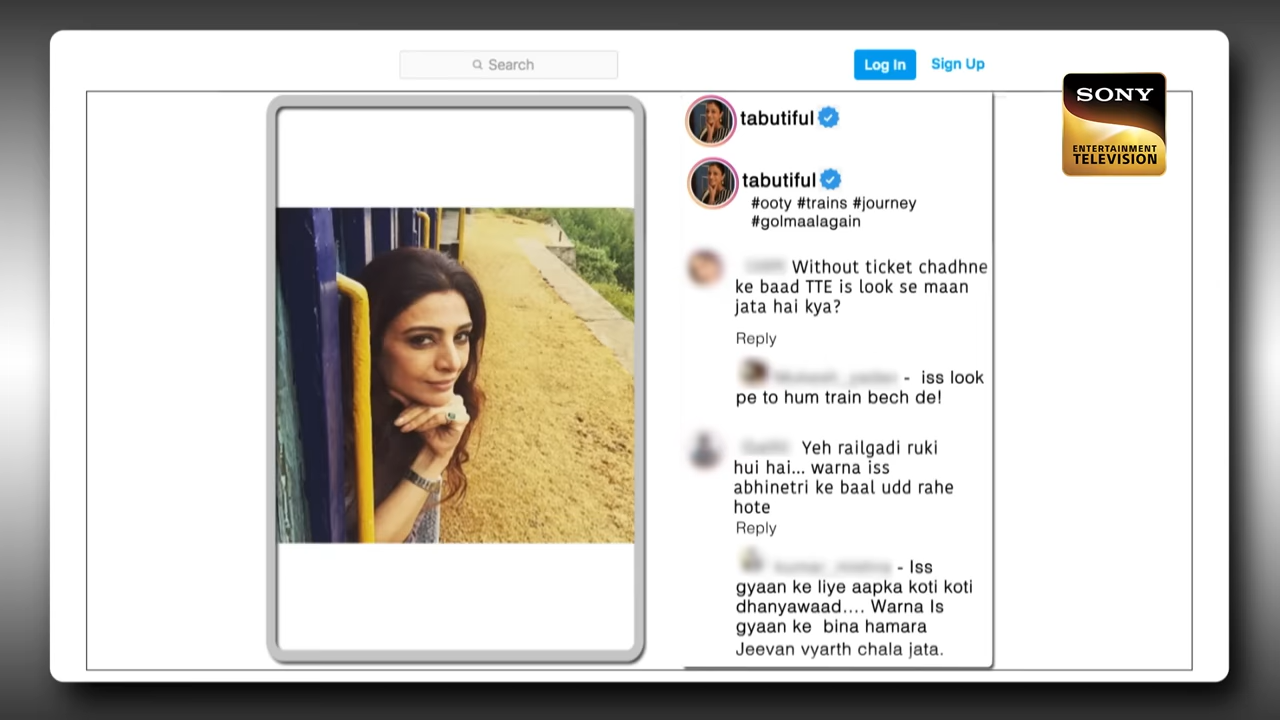 Search
Log In
Sign Up
SONY
ENTERTAINMENT
TELEVISION
tabutiful
tabutiful
#ooty #trains #journey
#golmaalagain
Without ticket chadhne
ke baad TTE is look se maan
jata hai kya?
Reply
- iss look
pe to hum train bech de!
Yeh railgadi ruki
hui hai... warna iss
abhinetri ke baal udd rahe
hote
Reply
- Iss
gyaan ke liye aapka koti koti
dhanyawaad.... Warna Is
gyaan ke bina hamara
Jeevan vyarth chala jata.